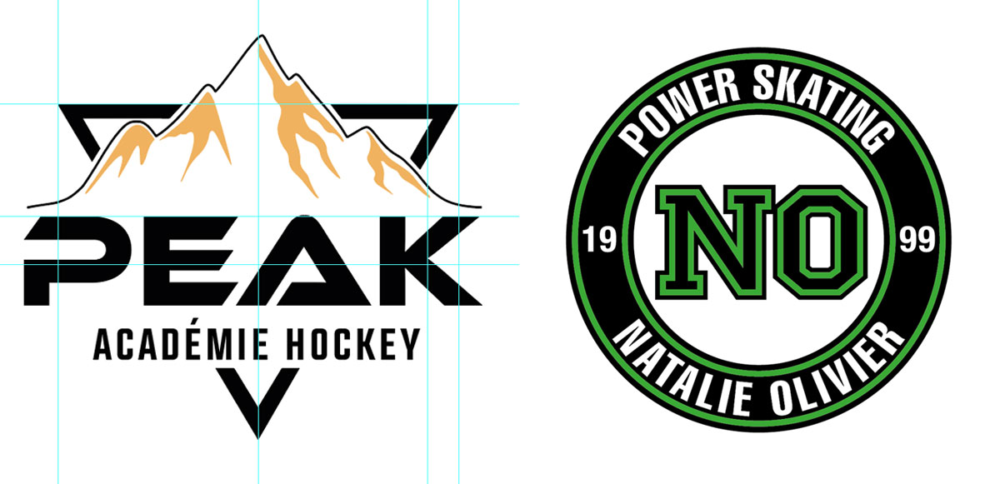 PEAK
ACADÉMIE HOCKEY
POWER SKATING
19 99
NO
NATALIE OLIVIER